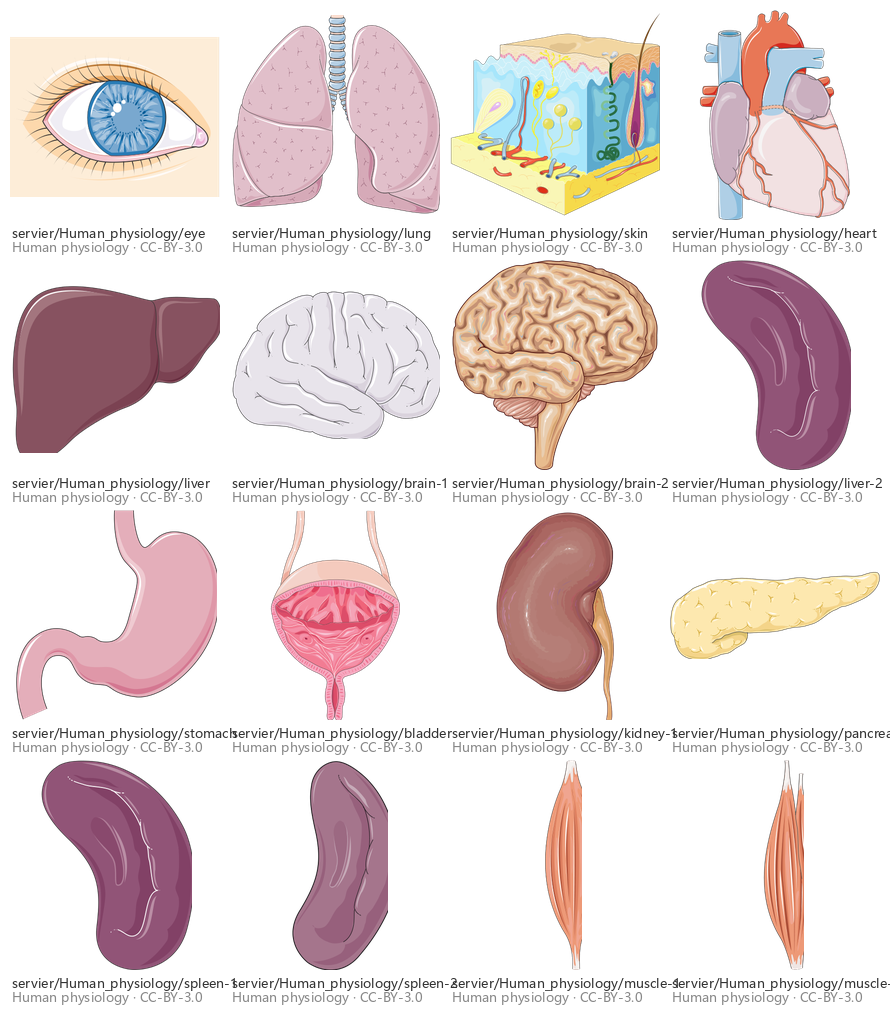 servier/Human_physiology/eye
Human physiology · CC-BY-3.0
servier/Human_physiology/lung
Human physiology · CC-BY-3.0
servier/Human_physiology/skin
Human physiology · CC-BY-3.0
servier/Human_physiology/heart
Human physiology · CC-BY-3.0
servier/Human_physiology/liver
Human physiology · CC-BY-3.0
servier/Human_physiology/brain-1
Human physiology · CC-BY-3.0
servier/Human_physiology/brain-2
Human physiology · CC-BY-3.0
servier/Human_physiology/liver-2
Human physiology · CC-BY-3.0
servier/Human_physiology/stomach
Human physiology · CC-BY-3.0
servier/Human_physiology/bladder
Human physiology · CC-BY-3.0
servier/Human_physiology/kidney-1
Human physiology · CC-BY-3.0
servier/Human_physiology/pancrea
Human physiology · CC-BY-3.0
servier/Human_physiology/spleen-1
Human physiology · CC-BY-3.0
servier/Human_physiology/spleen-2
Human physiology · CC-BY-3.0
servier/Human_physiology/muscle-1
Human physiology · CC-BY-3.0
servier/Human_physiology/muscle-
Human physiology · CC-BY-3.0